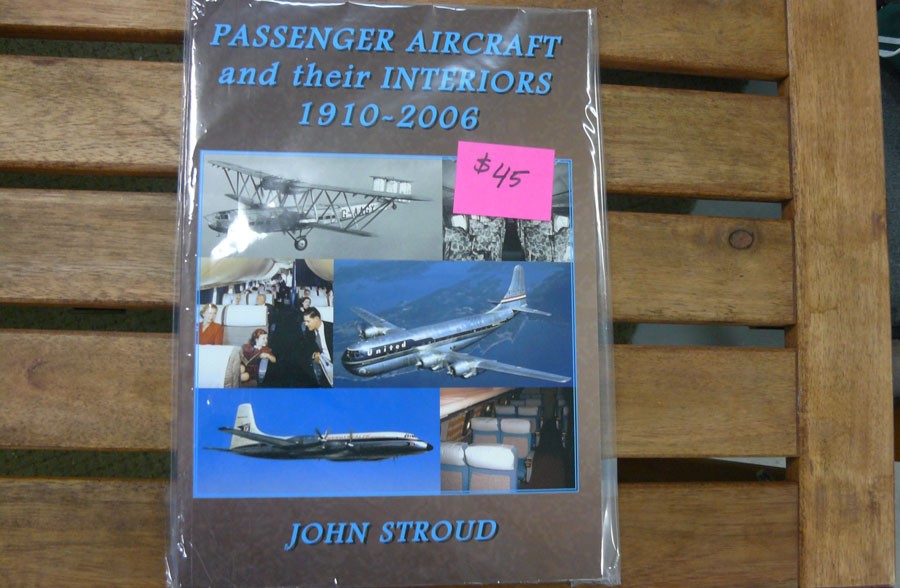 PASSENGER AIRCRAFT
and their INTERIORS
1910~2006
$45
United
JOHN STROUD